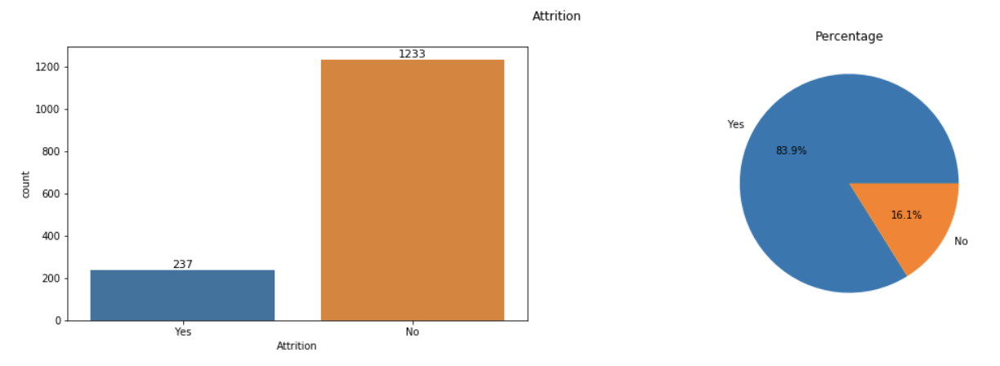 Attrition
1233
1200
1000
800
600
400
237
200
0
count
Yes
No
Attrition
Percentage
Yes
83.9%
16.1%
No